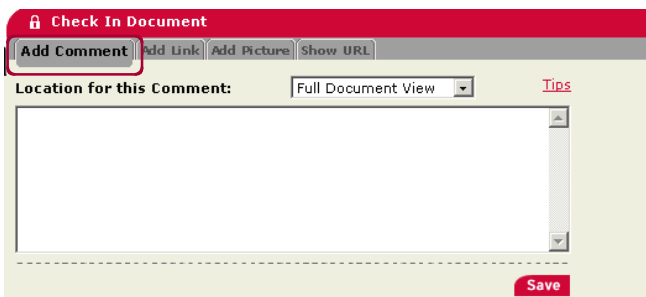 Check In Document
Add Comment Add Link Add Picture Show URL
Location for this Comment: Full Document View Tips
Save